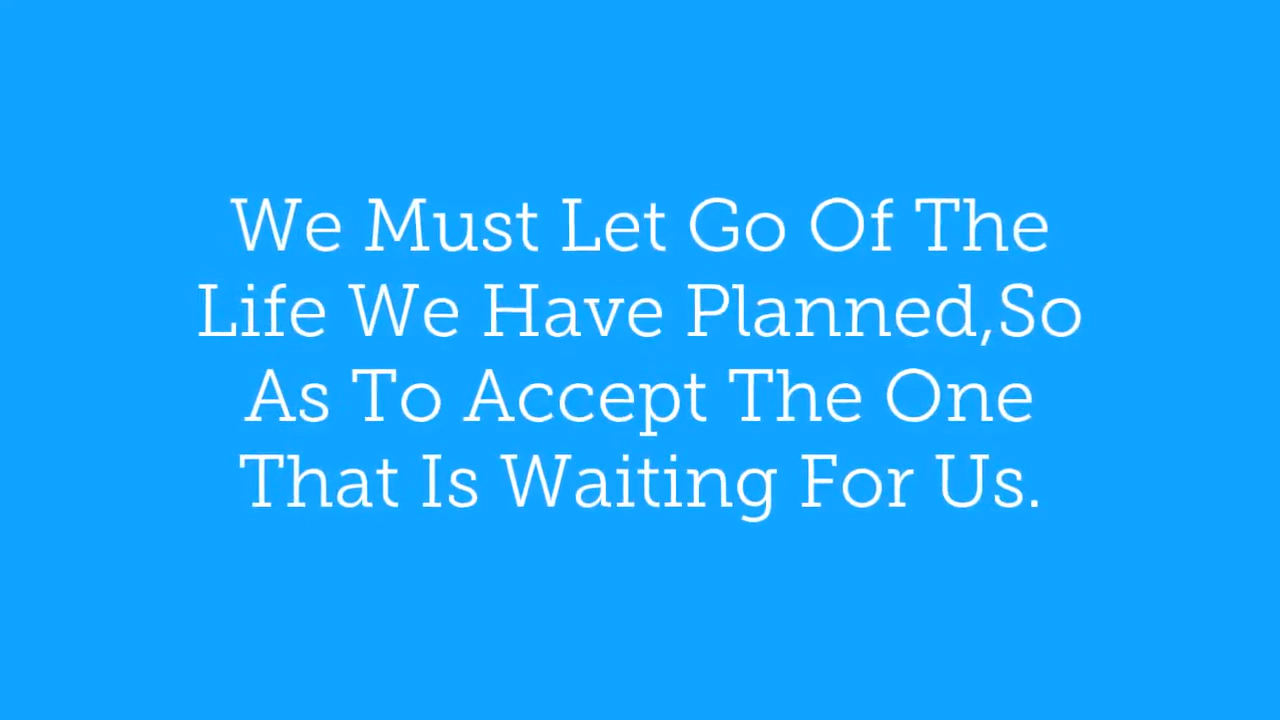 We Must Let Go Of The
Life We Have Planned,So
As To Accept The One
That Is Waiting For Us.